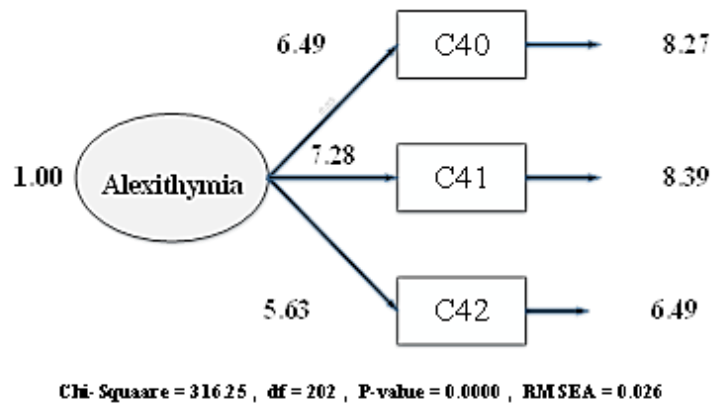 6.49 C40 8.27
1.00 Alexithymia 7.28 C41 8.39
5.63 C42 6.49
Chi-Squaare = 316.25 , df = 202 , P-value = 0.0000 , RMSEA = 0.026